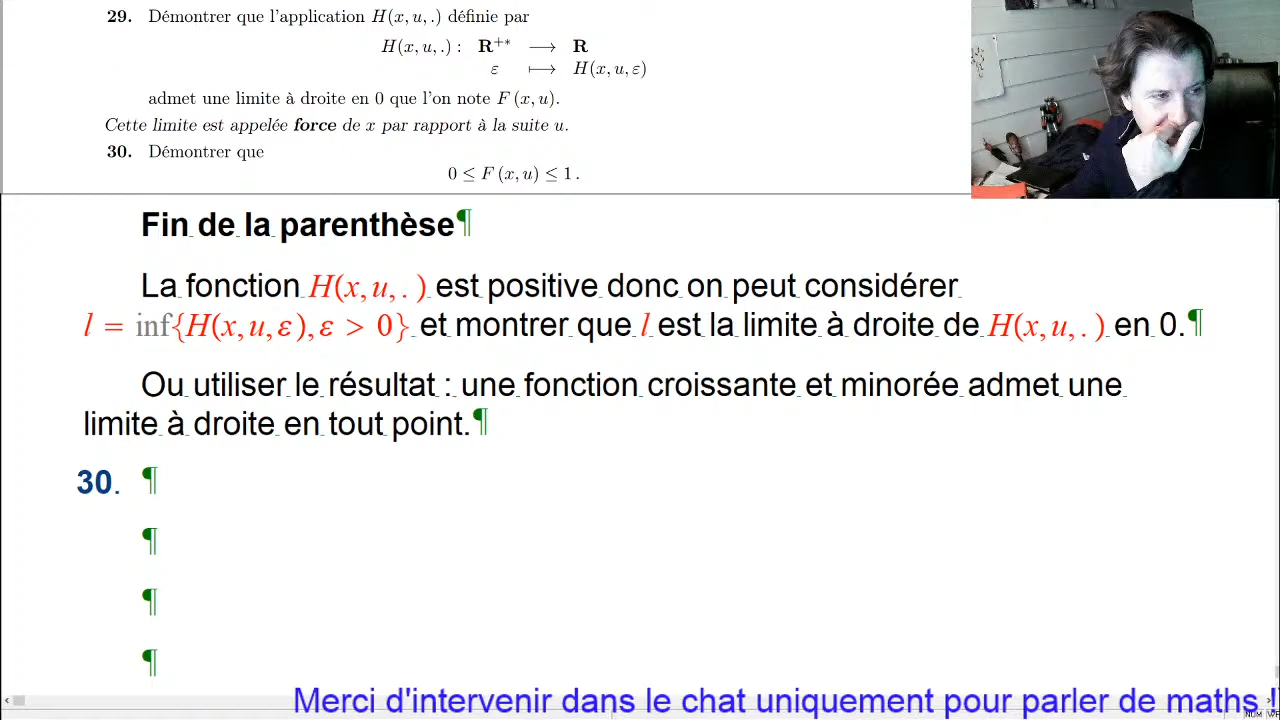 29. Démontrer que l'application H(x, u, .) définie par
H(x, u, .) : R⁺* ⟶ R
ε ⟼ H(x, u, ε)
admet une limite à droite en 0 que l'on note F (x, u).
Cette limite est appelée force de x par rapport à la suite u.
30. Démontrer que
0 ≤ F (x, u) ≤ 1 .
Fin de la parenthèse¶
La fonction H(x, u, . ) est positive donc on peut considérer
l = inf{H(x, u, ε), ε > 0} et montrer que l est la limite à droite de H(x, u, . ) en 0.¶
Ou utiliser le résultat : une fonction croissante et minorée admet une
limite à droite en tout point.¶
30. ¶
¶
¶
¶
Merci d'intervenir dans le chat uniquement pour parler de maths !